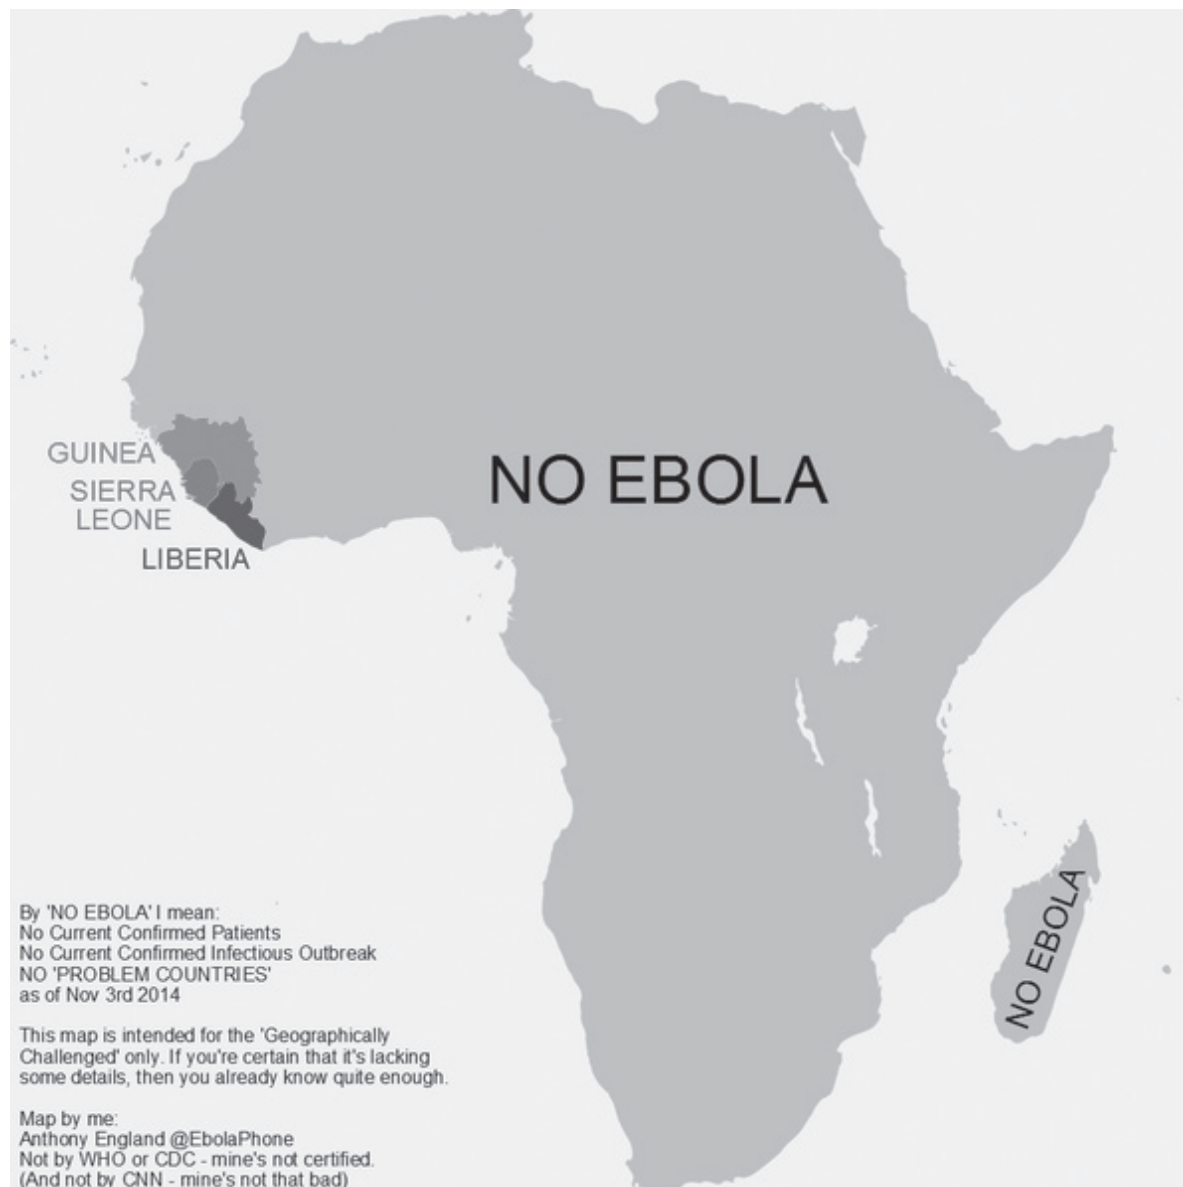 GUINEA
SIERRA
LEONE
LIBERIA
NO EBOLA
NO EBOLA
By 'NO EBOLA' I mean:
No Current Confirmed Patients
No Current Confirmed Infectious Outbreak
NO 'PROBLEM COUNTRIES'
as of Nov 3rd 2014
This map is intended for the 'Geographically
Challenged' only. If you're certain that it's lacking
some details, then you already know quite enough.
Map by me:
Anthony England @EbolaPhone
Not by WHO or CDC - mine's not certified.
(And not by CNN - mine's not that bad)